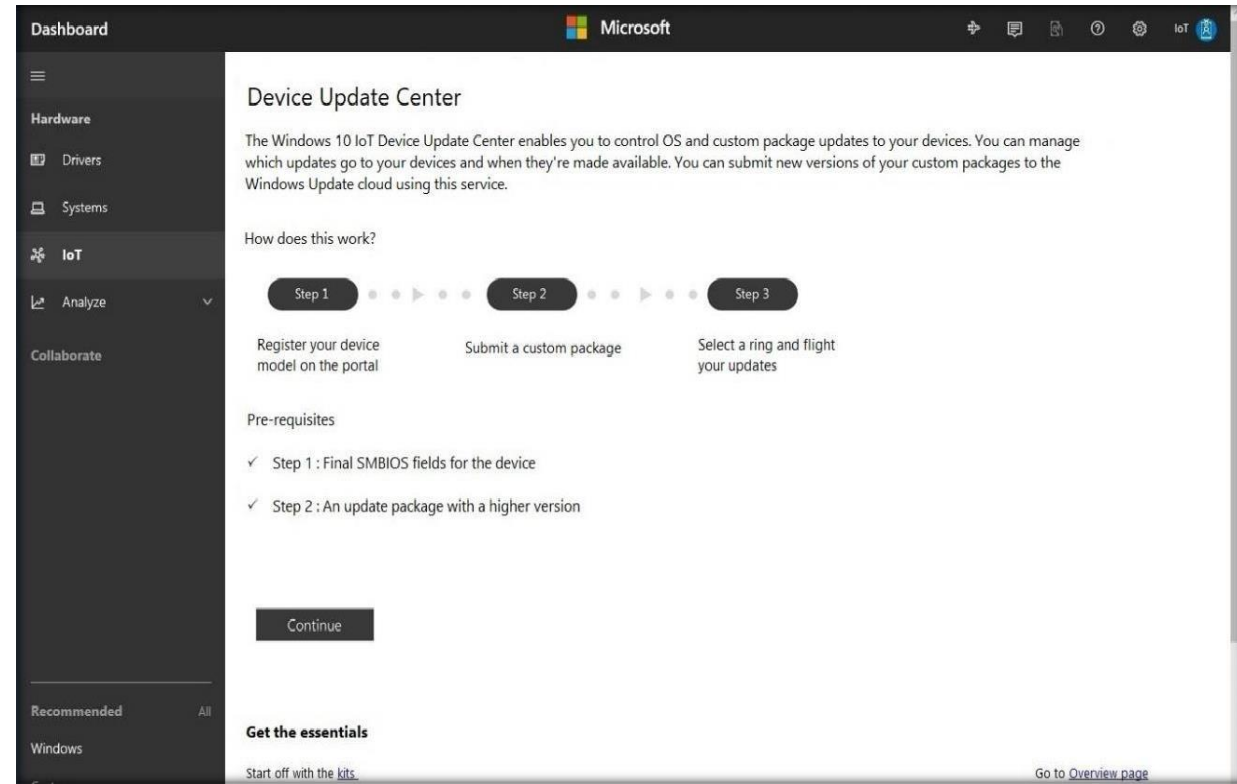 Dashboard
Microsoft
IoT
Hardware
Drivers
Systems
IoT
Analyze
Collaborate
Recommended All
Windows
Device Update Center
The Windows 10 IoT Device Update Center enables you to control OS and custom package updates to your devices. You can manage
which updates go to your devices and when they're made available. You can submit new versions of your custom packages to the
Windows Update cloud using this service.
How does this work?
Step 1
Step 2
Step 3
Register your device
model on the portal
Submit a custom package
Select a ring and flight
your updates
Pre-requisites
Step 1 : Final SMBIOS fields for the device
Step 2 : An update package with a higher version
Continue
Get the essentials
Start off with the kits
Go to Overview page